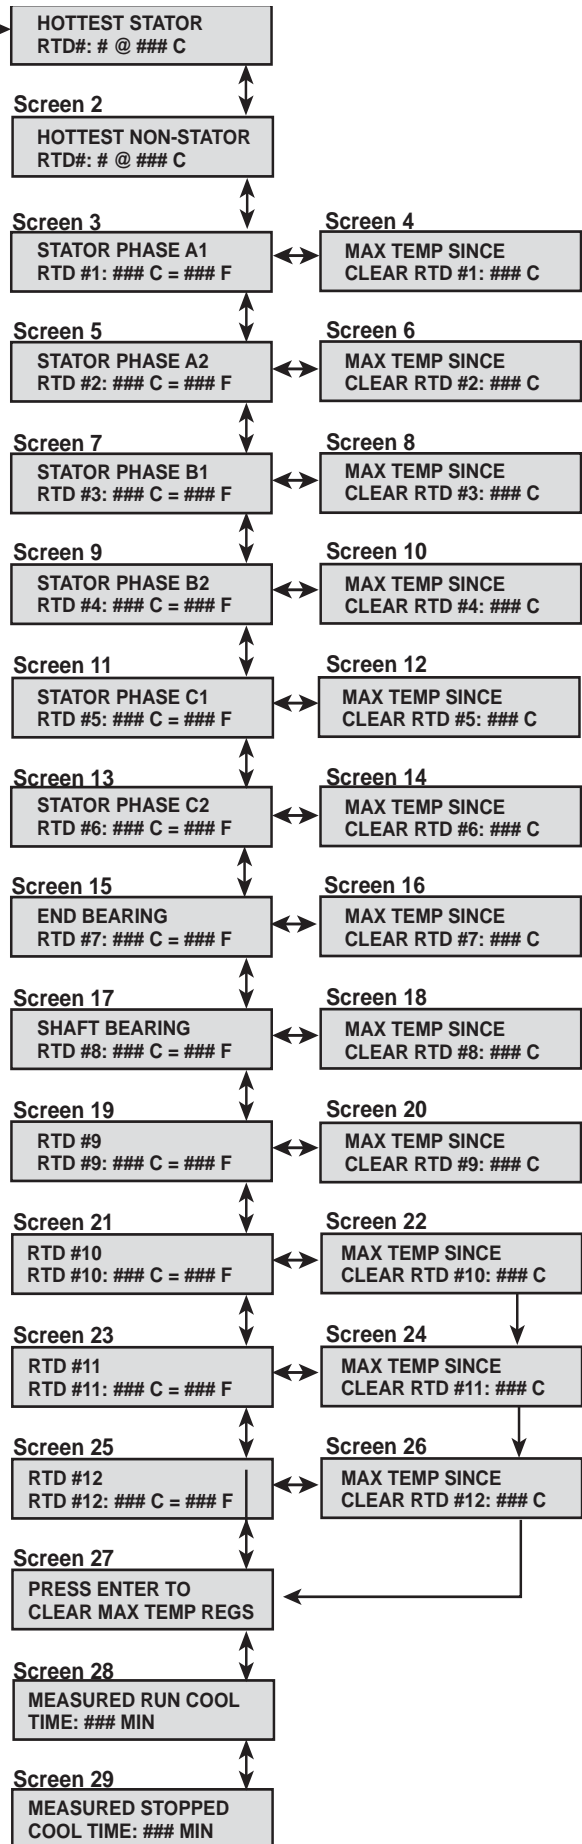 HOTTEST STATOR
RTD#: # @ ### C
Screen 2
HOTTEST NON-STATOR
RTD#: # @ ### C
Screen 3
STATOR PHASE A1
RTD #1: ### C = ### F
Screen 4
MAX TEMP SINCE
CLEAR RTD #1: ### C
Screen 5
STATOR PHASE A2
RTD #2: ### C = ### F
Screen 6
MAX TEMP SINCE
CLEAR RTD #2: ### C
Screen 7
STATOR PHASE B1
RTD #3: ### C = ### F
Screen 8
MAX TEMP SINCE
CLEAR RTD #3: ### C
Screen 9
STATOR PHASE B2
RTD #4: ### C = ### F
Screen 10
MAX TEMP SINCE
CLEAR RTD #4: ### C
Screen 11
STATOR PHASE C1
RTD #5: ### C = ### F
Screen 12
MAX TEMP SINCE
CLEAR RTD #5: ### C
Screen 13
STATOR PHASE C2
RTD #6: ### C = ### F
Screen 14
MAX TEMP SINCE
CLEAR RTD #6: ### C
Screen 15
END BEARING
RTD #7: ### C = ### F
Screen 16
MAX TEMP SINCE
CLEAR RTD #7: ### C
Screen 17
SHAFT BEARING
RTD #8: ### C = ### F
Screen 18
MAX TEMP SINCE
CLEAR RTD #8: ### C
Screen 19
RTD #9
RTD #9: ### C = ### F
Screen 20
MAX TEMP SINCE
CLEAR RTD #9: ### C
Screen 21
RTD #10
RTD #10: ### C = ### F
Screen 22
MAX TEMP SINCE
CLEAR RTD #10: ### C
Screen 23
RTD #11
RTD #11: ### C = ### F
Screen 24
MAX TEMP SINCE
CLEAR RTD #11: ### C
Screen 25
RTD #12
RTD #12: ### C = ### F
Screen 26
MAX TEMP SINCE
CLEAR RTD #12: ### C
Screen 27
PRESS ENTER TO
CLEAR MAX TEMP REGS
Screen 28
MEASURED RUN COOL
TIME: ### MIN
Screen 29
MEASURED STOPPED
COOL TIME: ### MIN